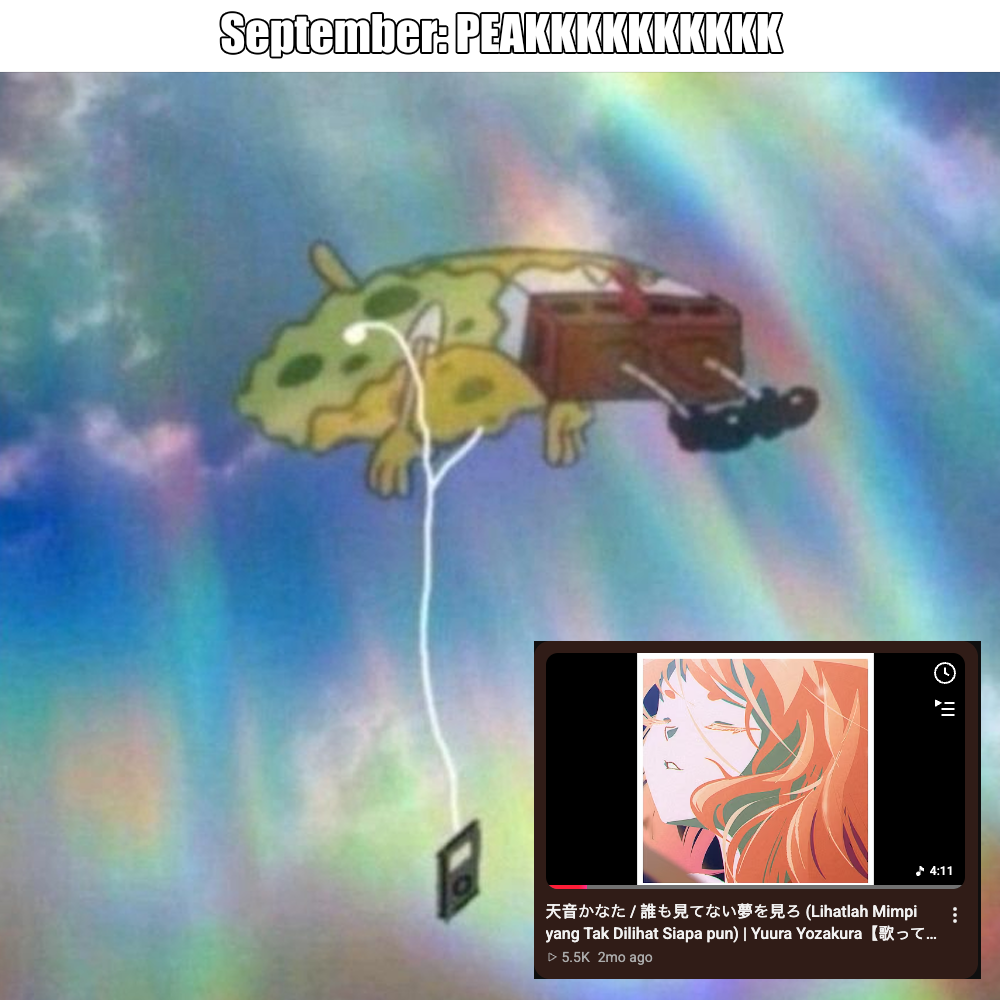 September: PEAKKKKKKKKKKK
4:11
天音かなた / 誰も見てない夢を見ろ (Lihatlah Mimpi
yang Tak Dilihat Siapa pun) | Yuura Yozakura【歌って…
5.5K 2mo ago